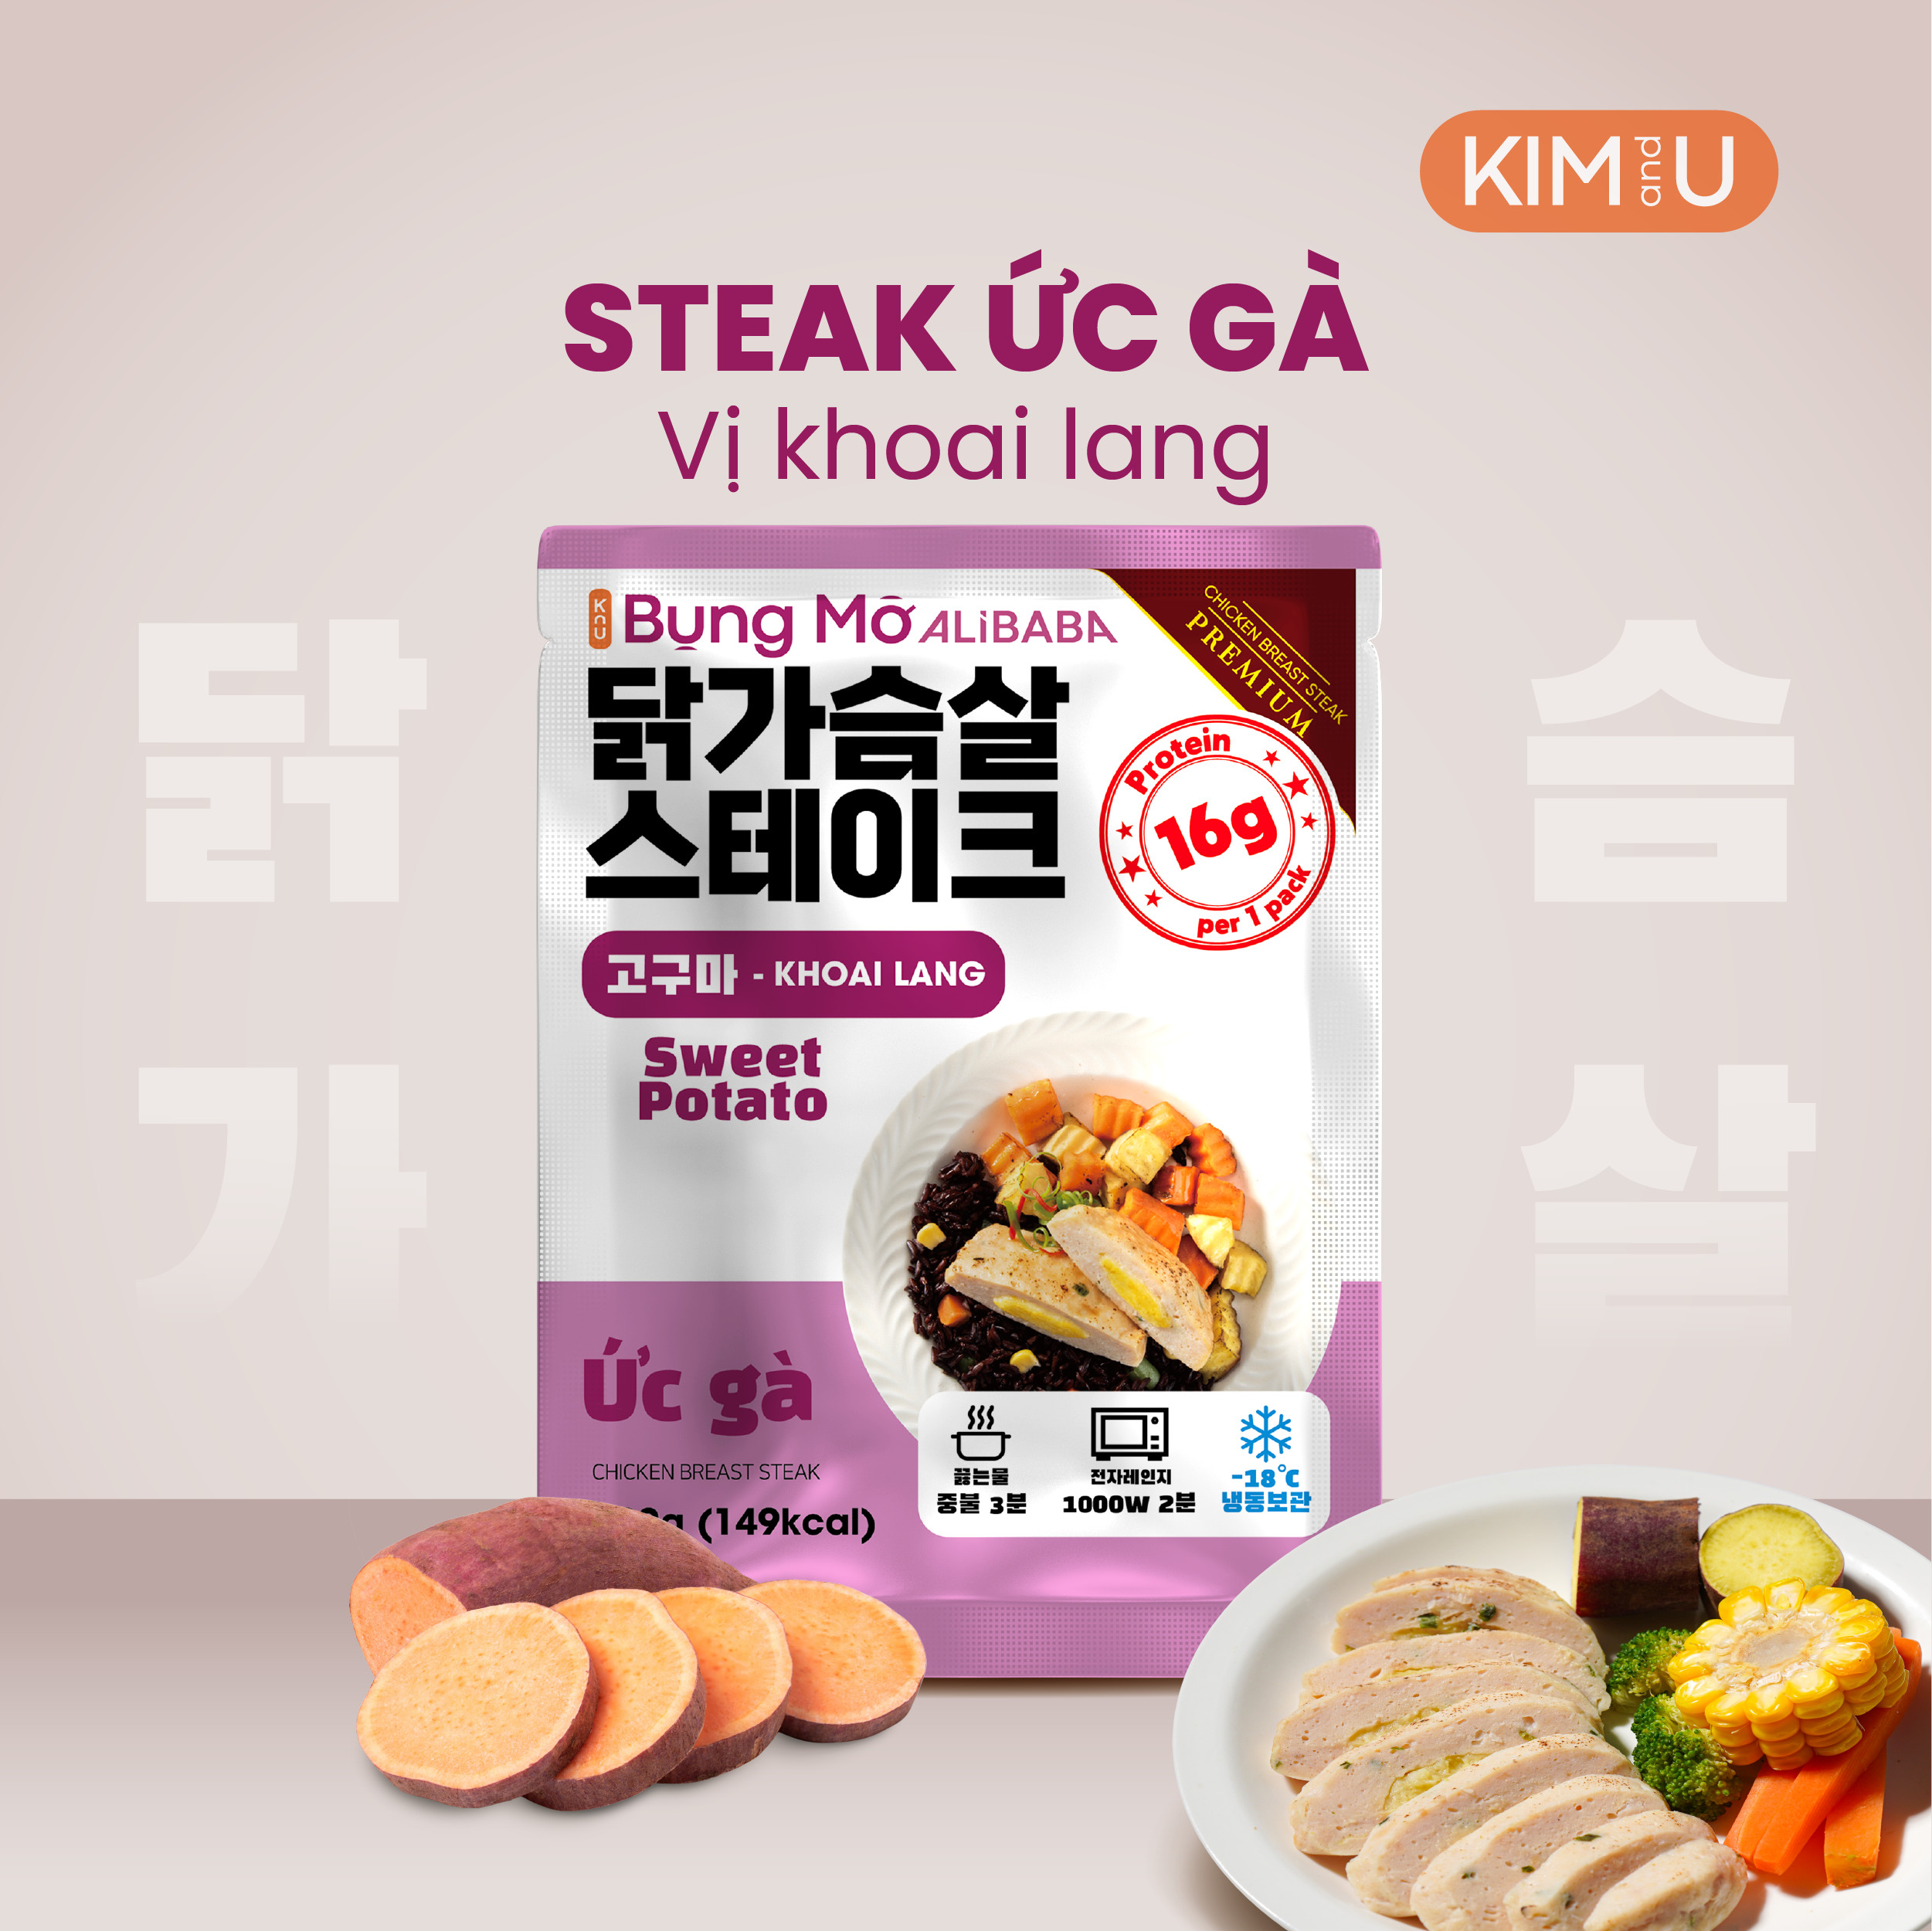 KIM and U
STEAK ỨC GÀ
Vị khoai lang
KnU
Bụng Mỡ ALiBABA
CHICKEN BREAST STEAK
PREMIUM
닭가슴살
스테이크
Protein
16g
per 1 pack
고구마 - KHOAI LANG
Sweet
Potato
닭
가
슴
살
Ức gà
CHICKEN BREAST STEAK
(149kcal)
끓는물
중불 3분
전자레인지
1000W 2분
-18°C
냉동보관